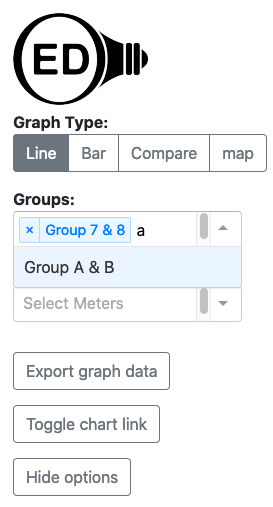 ED
Graph Type:
Line Bar Compare map
Groups:
× Group 7 & 8 a
Group A & B
Select Meters
Export graph data
Toggle chart link
Hide options